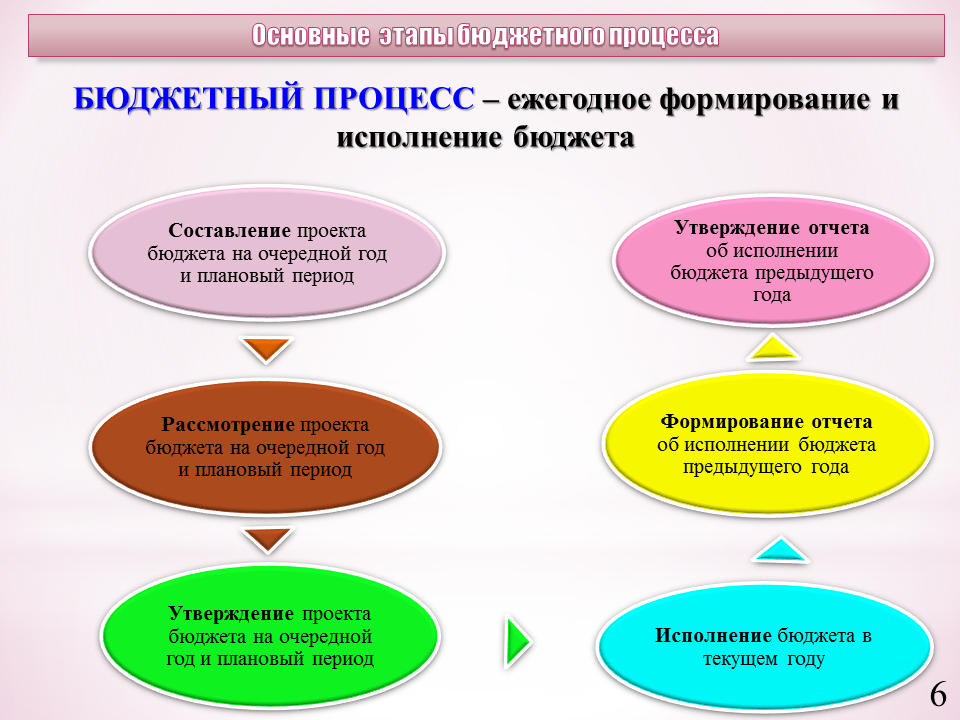 Основные этапы бюджетного процесса
БЮДЖЕТНЫЙ ПРОЦЕСС – ежегодное формирование и
исполнение бюджета
Составление проекта
бюджета на очередной год
и плановый период
Рассмотрение проекта
бюджета на очередной год
и плановый период
Утверждение проекта
бюджета на очередной
год и плановый период
Исполнение бюджета в
текущем году
Формирование отчета
об исполнении бюджета
предыдущего года
Утверждение отчета
об исполнении
бюджета предыдущего
года
6